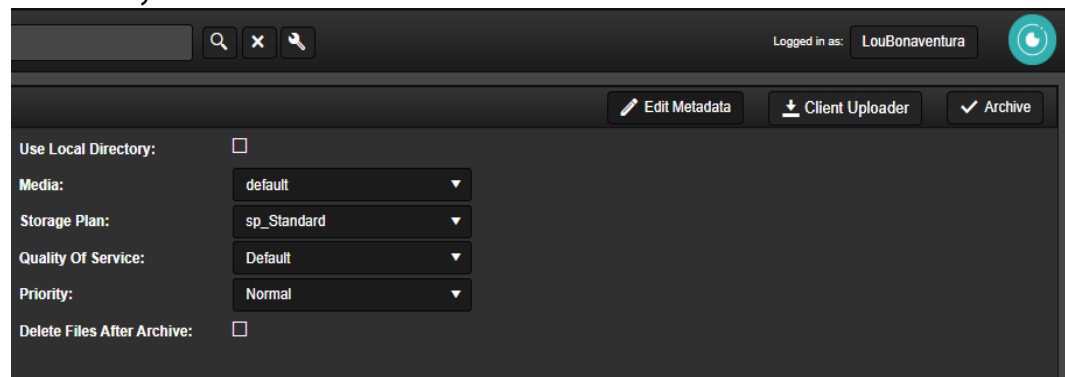 Logged in as: LouBonaventura
Edit Metadata Client Uploader Archive
Use Local Directory:
Media: default
Storage Plan: sp_Standard
Quality Of Service: Default
Priority: Normal
Delete Files After Archive: